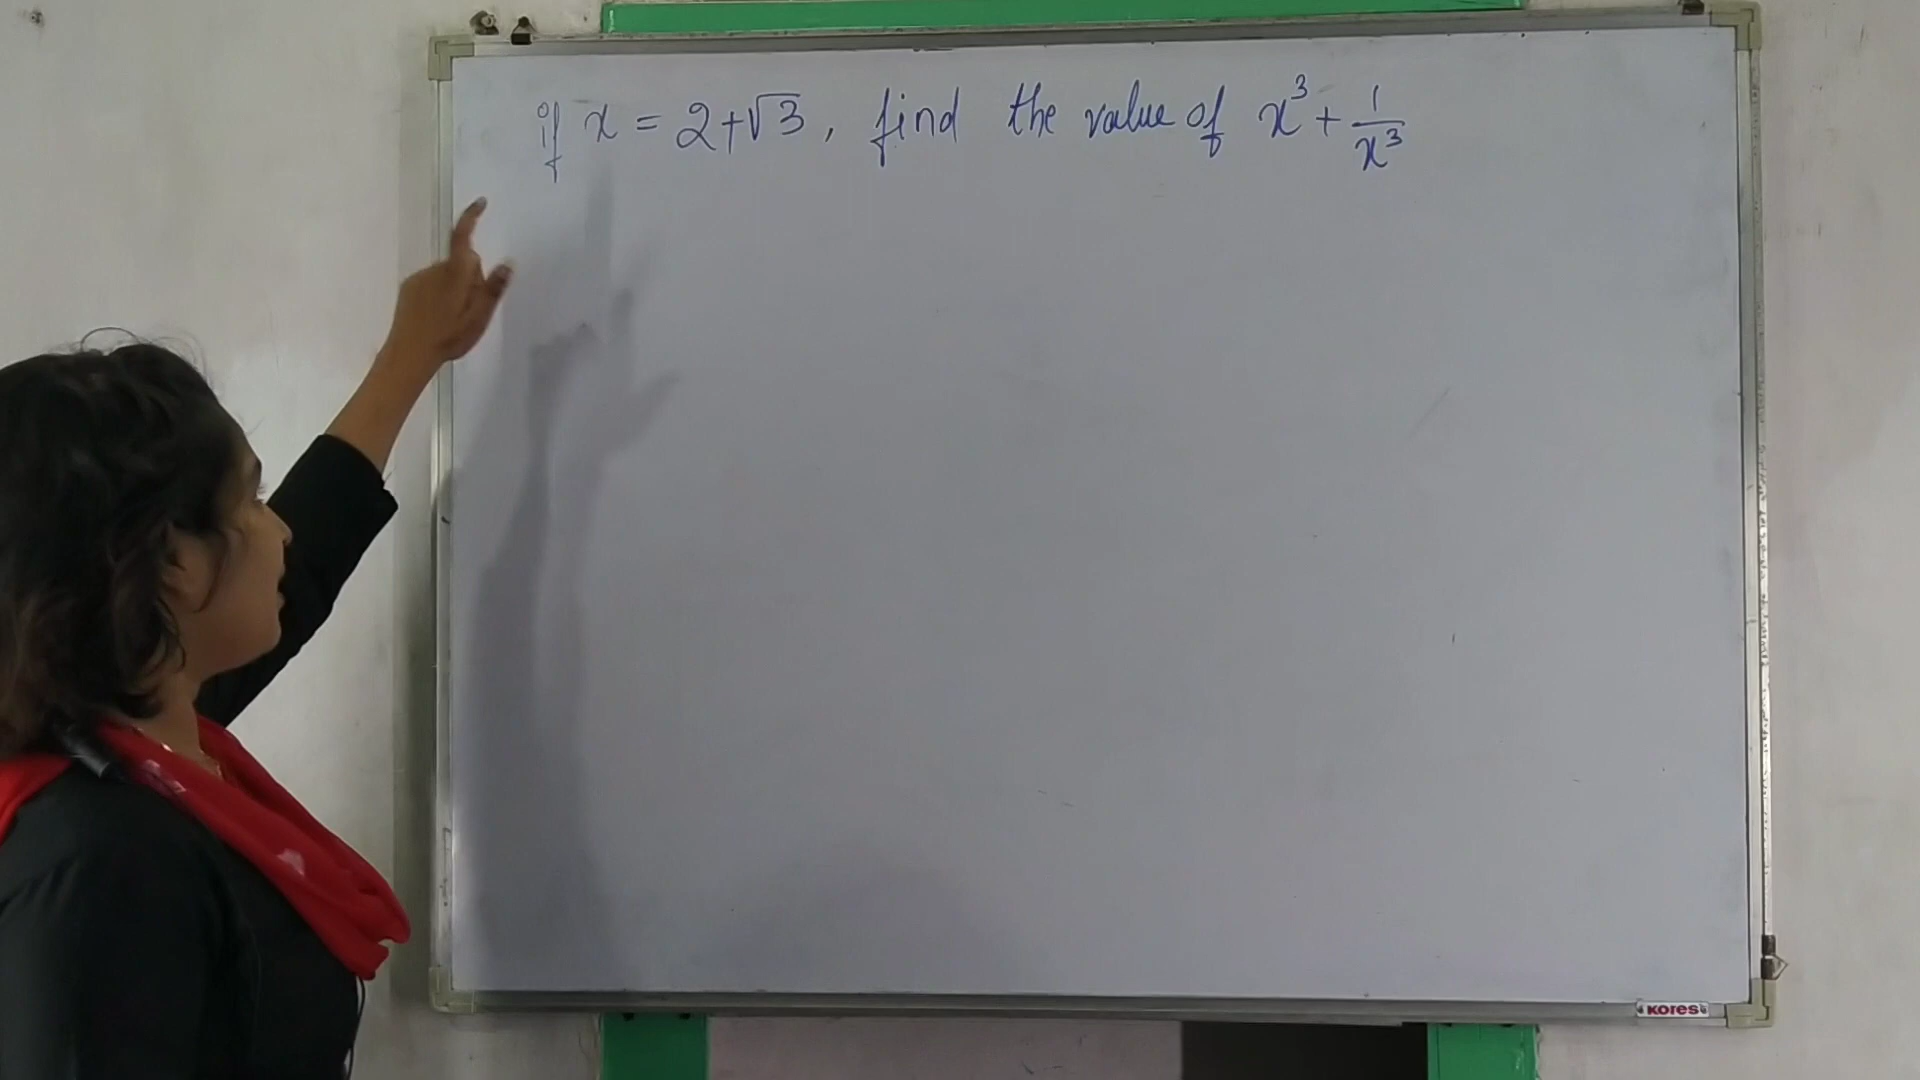 if x = 2+√3, find the value of x³ + 1/x³
KORES